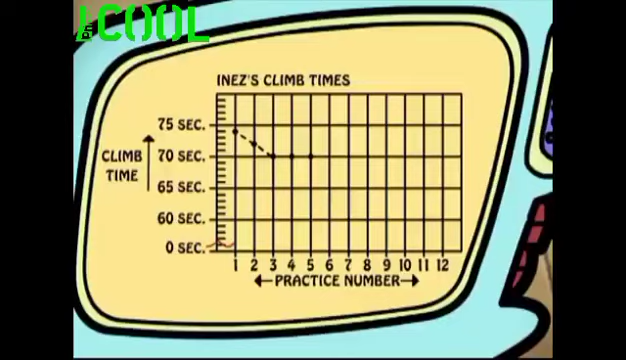 COOL
INEZ'S CLIMB TIMES
75 SEC.
70 SEC.
65 SEC.
60 SEC.
0 SEC.
CLIMB
TIME
1 2 3 4 5 6 7 8 9 10 11 12
PRACTICE NUMBER